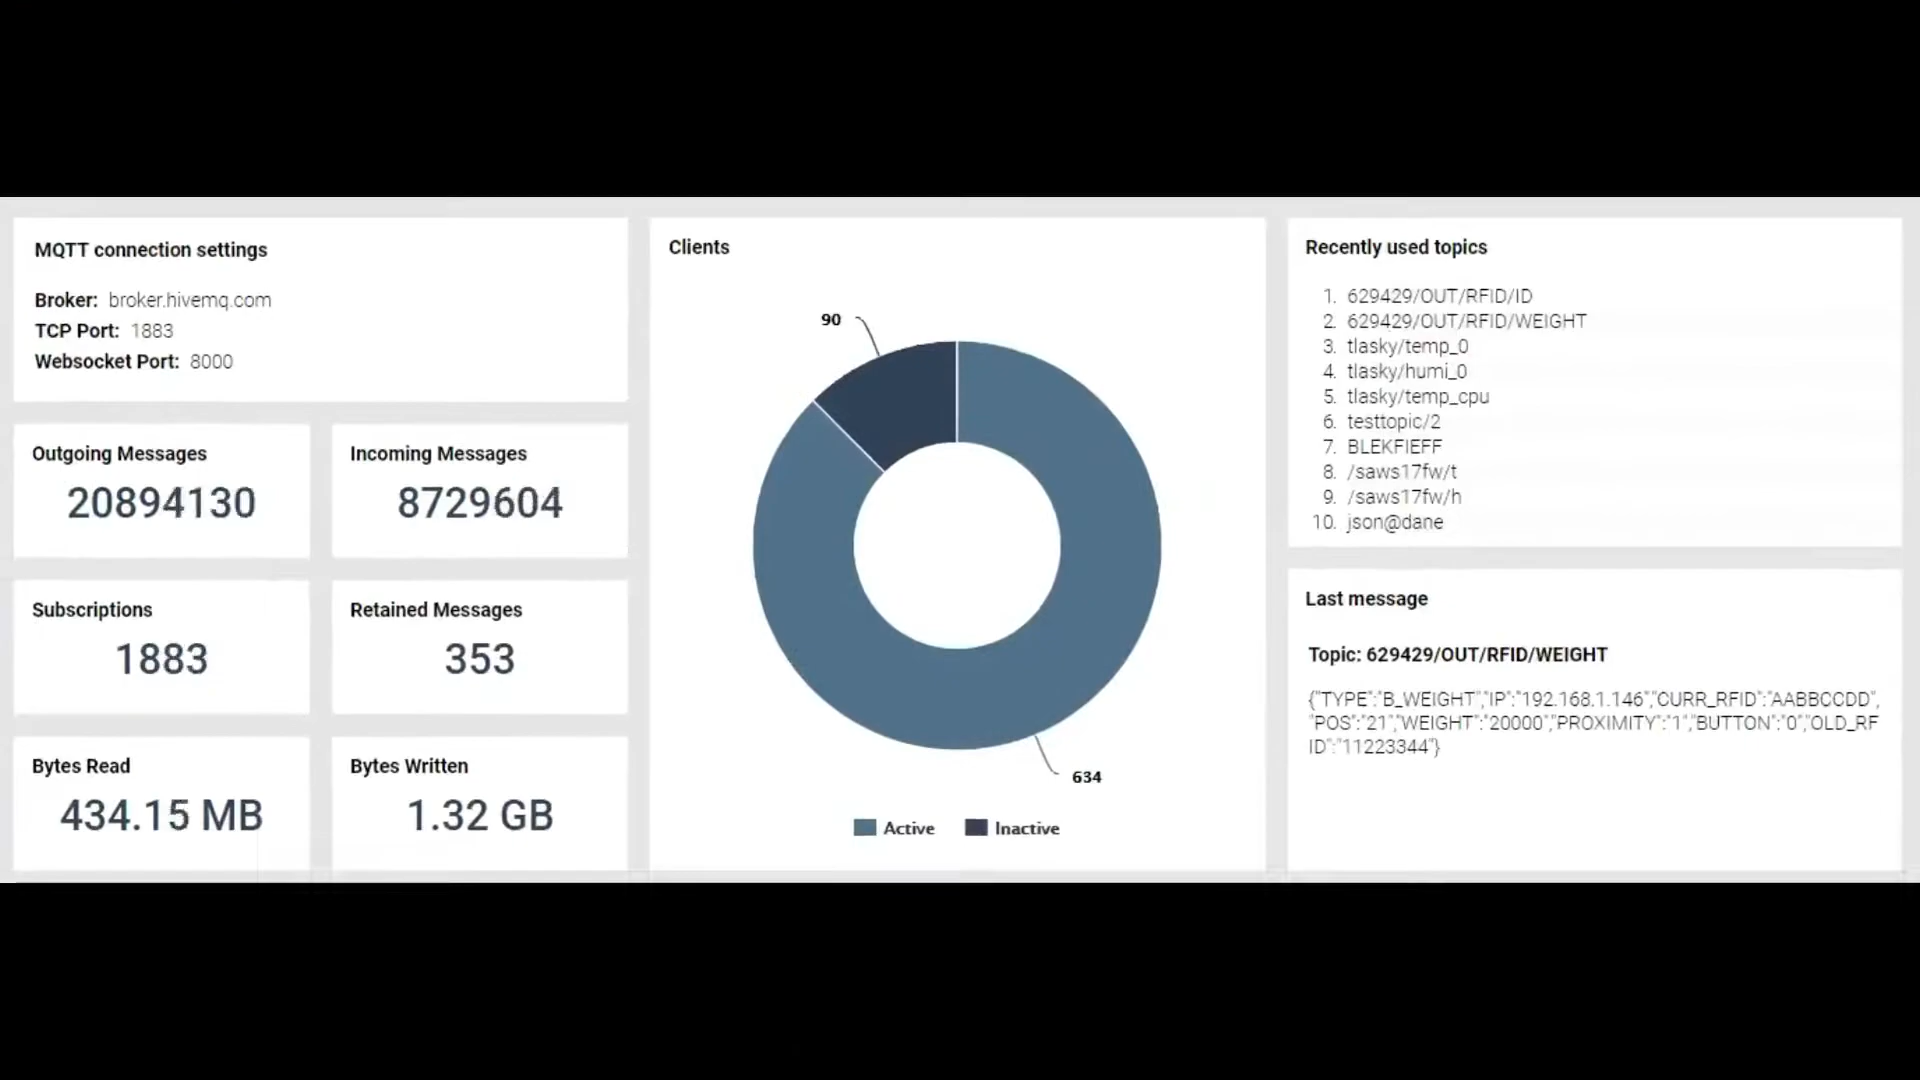 MQTT connection settings
Broker: broker.hivemq.com
TCP Port: 1883
Websocket Port: 8000
Outgoing Messages
20894130
Incoming Messages
8729604
Subscriptions
1883
Retained Messages
353
Bytes Read
434.15 MB
Bytes Written
1.32 GB
Clients
90
634
Active
Inactive
Recently used topics
1. 629429/OUT/RFID/ID
2. 629429/OUT/RFID/WEIGHT
3. tlasky/temp_0
4. tlasky/humi_0
5. tlasky/temp_cpu
6. testtopic/2
7. BLEKFIEFF
8. /saws17fw/t
9. /saws17fw/h
10. json@dane
Last message
Topic: 629429/OUT/RFID/WEIGHT
{"TYPE":"B_WEIGHT","IP":"192.168.1.146","CURR_RFID":"AABBCCDD",
"POS":"21","WEIGHT":"20000","PROXIMITY":"1","BUTTON":"0","OLD_RF
ID":"11223344"}